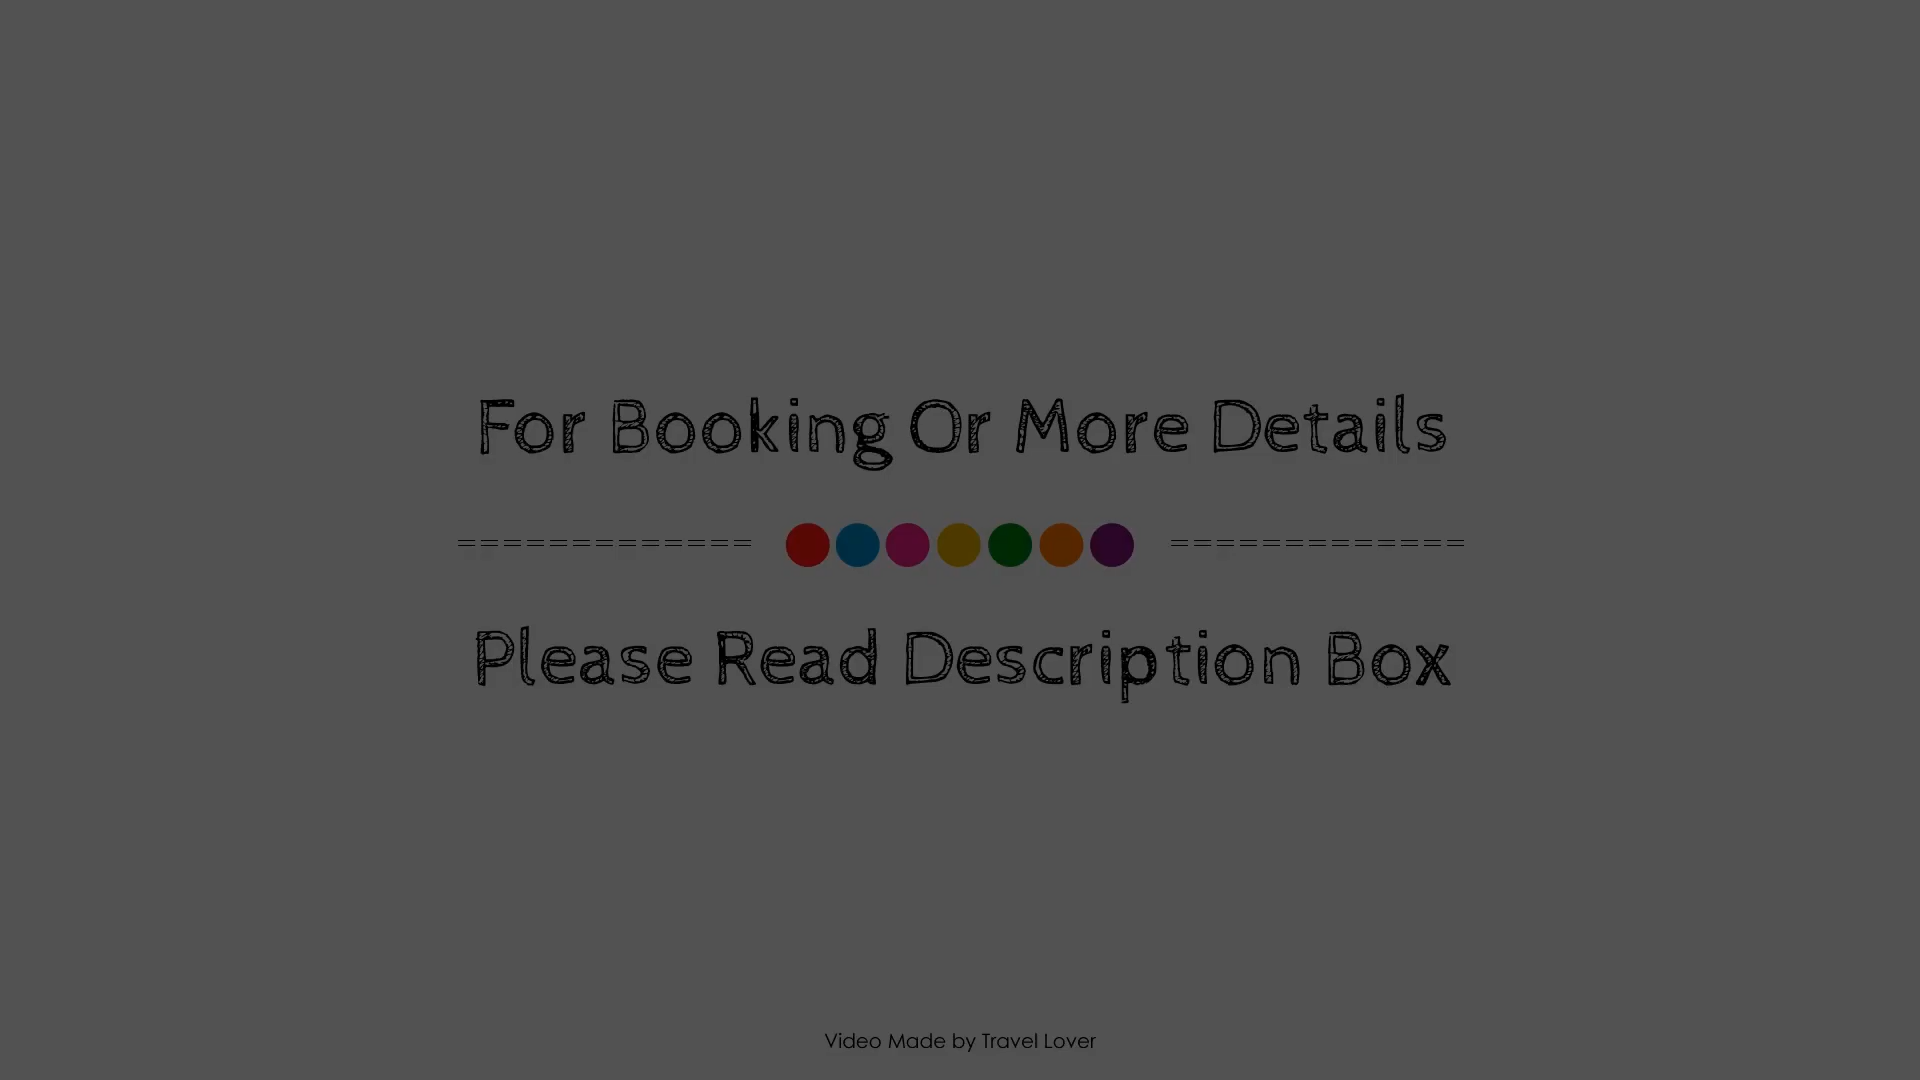 For Booking Or More Details
============= =============
Please Read Description Box
Video Made by Travel Lover